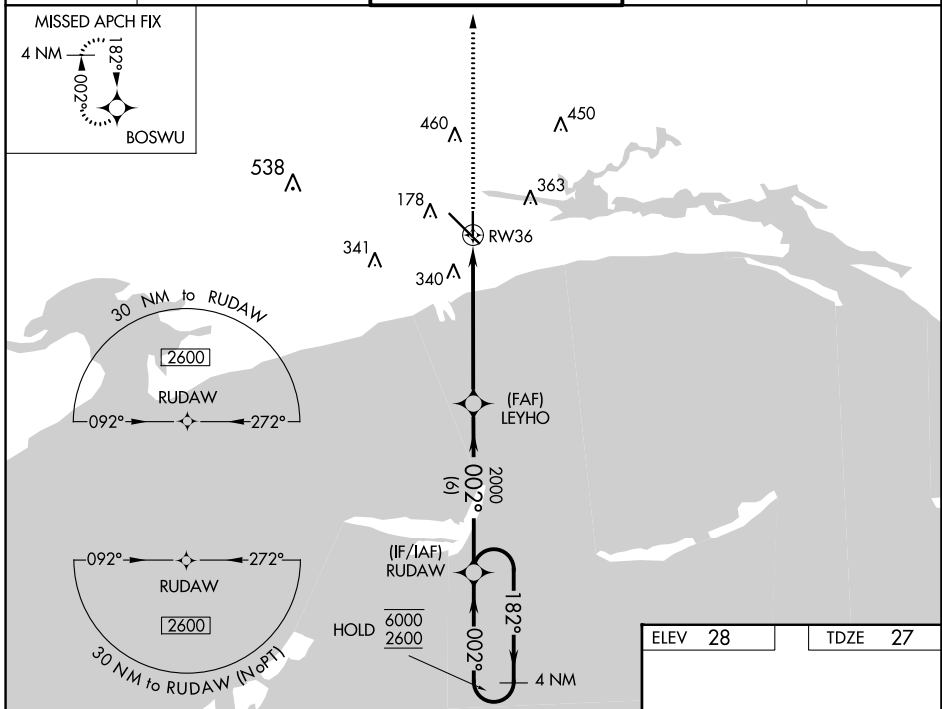 MISSED APCH FIX
4 NM
182°
002°
BOSWU
460
450
538
363
178
RW36
341
340
30 NM to RUDAW
2600
RUDAW
092°
272°
(FAF)
LEYHO
002°
2000
(6)
092°
272°
RUDAW
2600
30 NM to RUDAW (NoPT)
(IF/IAF)
RUDAW
HOLD 6000
2600
182°
002°
4 NM
ELEV 28
TDZE 27